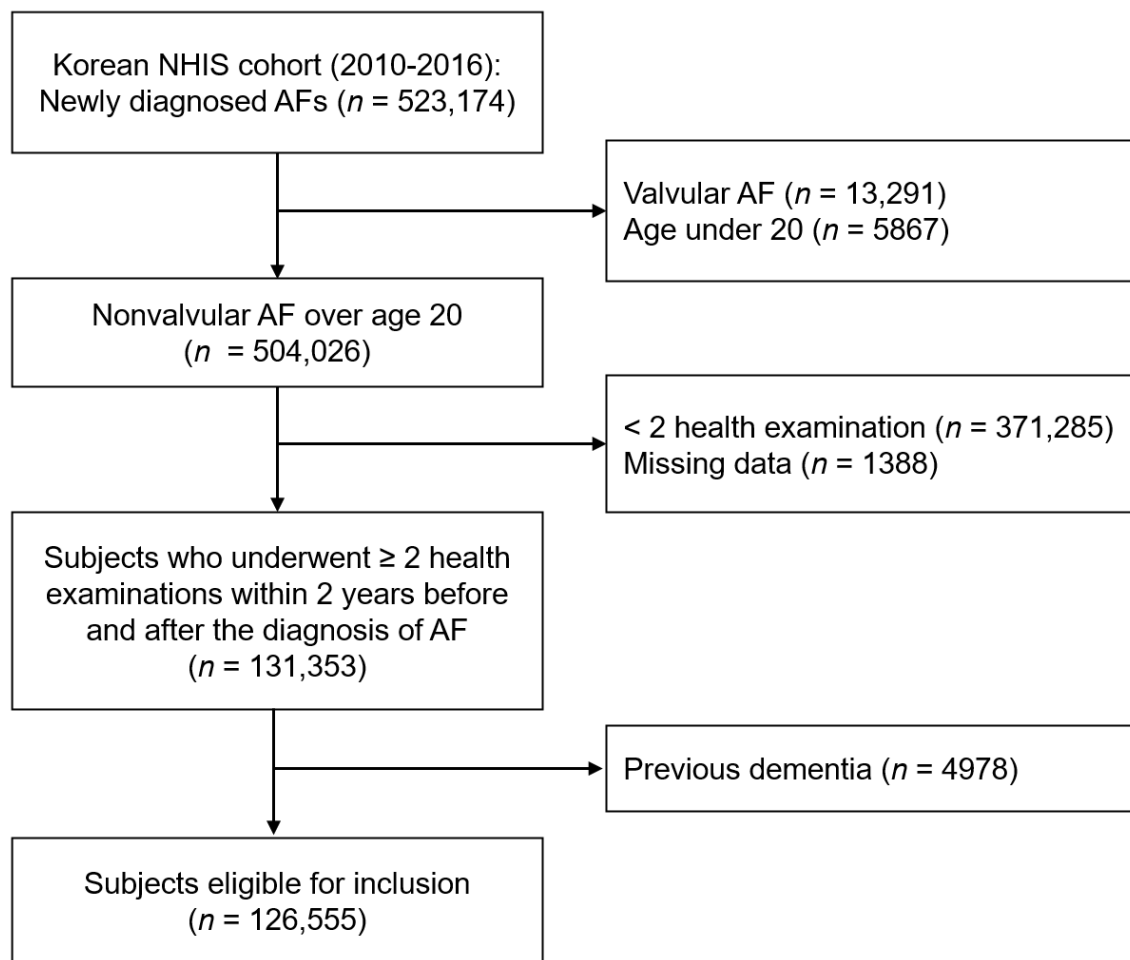 Korean NHIS cohort (2010-2016):
Newly diagnosed AFs (n = 523,174)
Valvular AF (n = 13,291)
Age under 20 (n = 5867)
Nonvalvular AF over age 20
(n = 504,026)
< 2 health examination (n = 371,285)
Missing data (n = 1388)
Subjects who underwent ≥ 2 health
examinations within 2 years before
and after the diagnosis of AF
(n = 131,353)
Previous dementia (n = 4978)
Subjects eligible for inclusion
(n = 126,555)